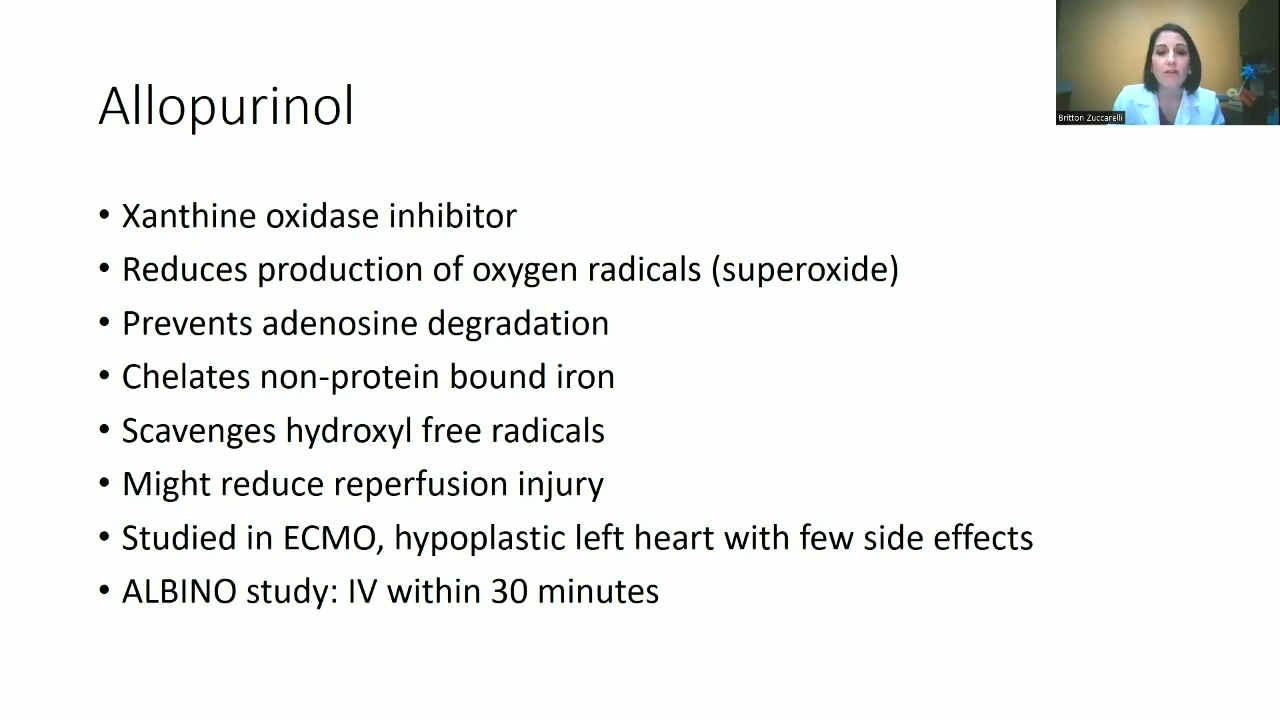 Allopurinol
• Xanthine oxidase inhibitor
• Reduces production of oxygen radicals (superoxide)
• Prevents adenosine degradation
• Chelates non-protein bound iron
• Scavenges hydroxyl free radicals
• Might reduce reperfusion injury
• Studied in ECMO, hypoplastic left heart with few side effects
• ALBINO study: IV within 30 minutes
Britton Zuccarelli